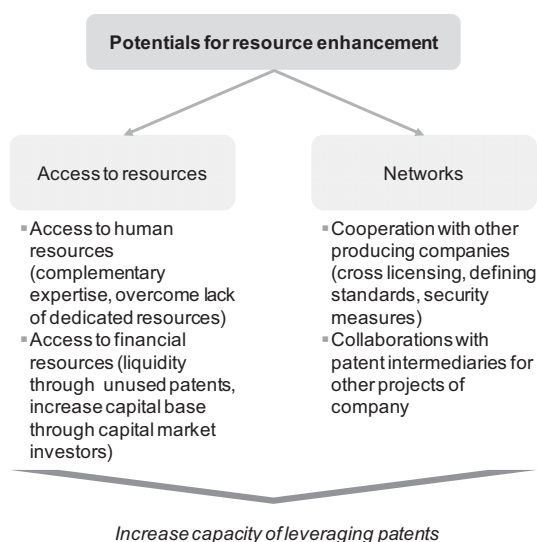 Potentials for resource enhancement
Access to resources
▪Access to human
resources
(complementary
expertise, overcome lack
of dedicated resources)
▪Access to financial
resources (liquidity
through unused patents,
increase capital base
through capital market
investors)
Networks
▪Cooperation with other
producing companies
(cross licensing, defining
standards, security
measures)
▪Collaborations with
patent intermediaries for
other projects of
company
Increase capacity of leveraging patents